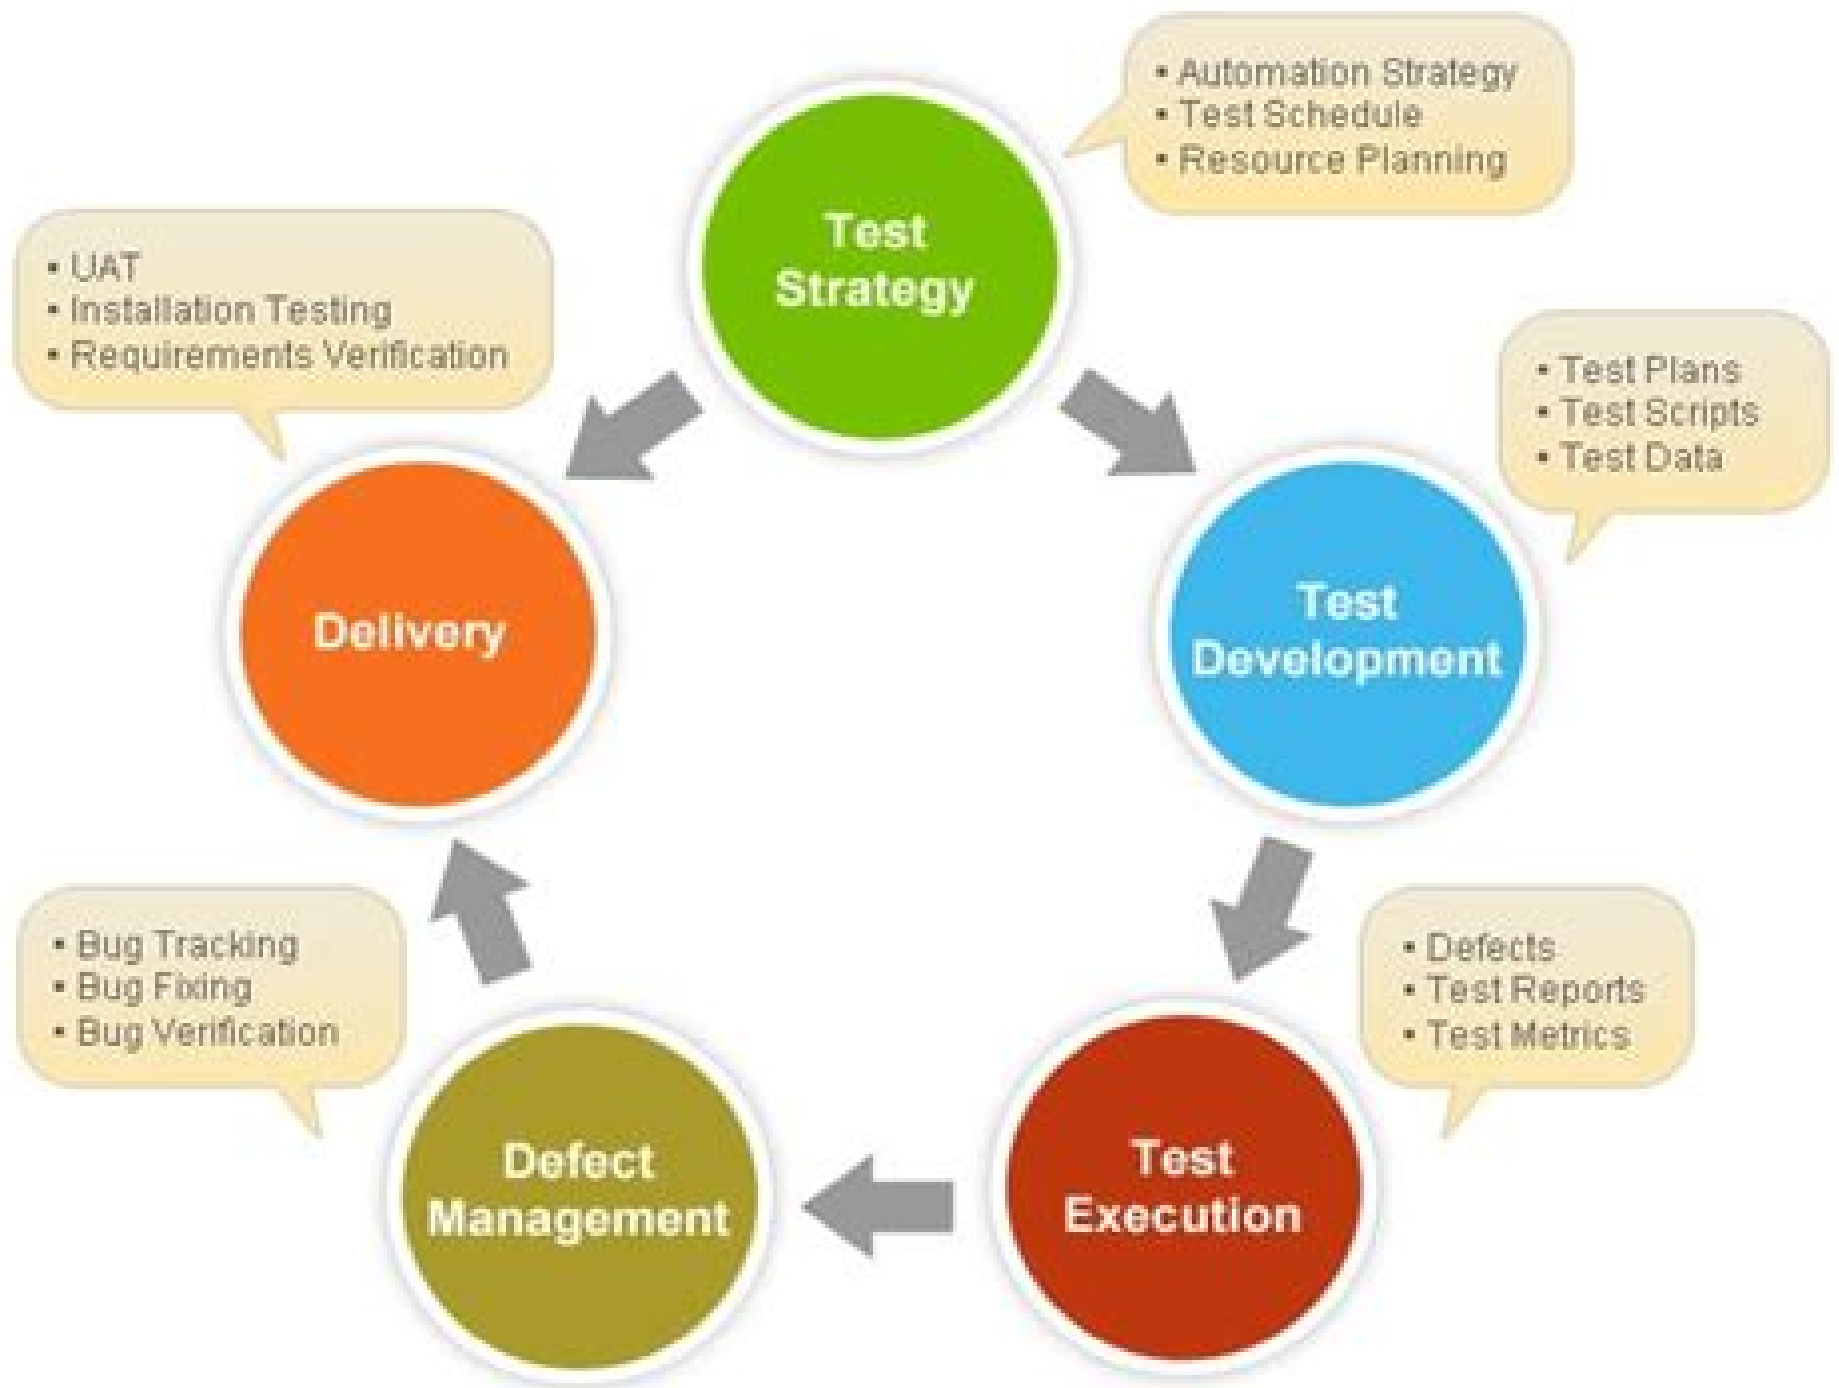 • Automation Strategy
• Test Schedule
• Resource Planning
Test
Strategy
• UAT
• Installation Testing
• Requirements Verification
• Test Plans
• Test Scripts
• Test Data
Delivery
Test
Development
• Bug Tracking
• Bug Fixing
• Bug Verification
• Defects
• Test Reports
• Test Metrics
Defect
Management
Test
Execution